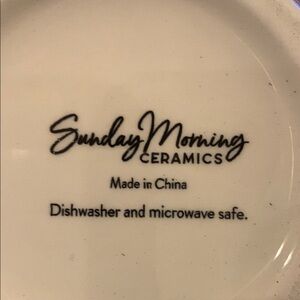 Sunday Morning
CERAMICS
Made in China
Dishwasher and microwave safe.